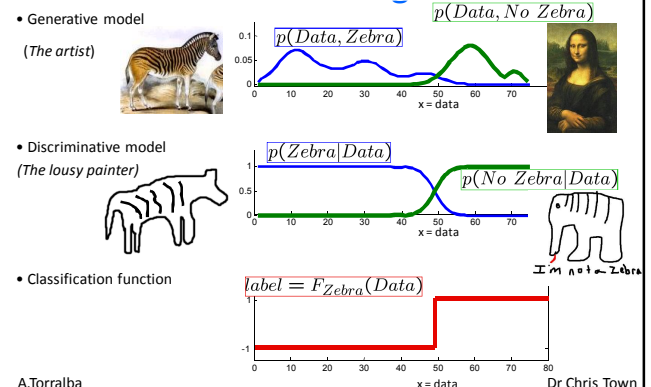 • Generative model
(The artist)
p(Data, Zebra)
p(Data, No Zebra)
0.1
0.05
0
0 10 20 30 40 50 60 70
x = data
• Discriminative model
(The lousy painter)
p(Zebra|Data)
p(No Zebra|Data)
1
0.5
0
0 10 20 30 40 50 60 70
x = data
I'm not a Zebra
• Classification function
label = F_Zebra(Data)
1
-1
0 10 20 30 40 50 60 70 80
x = data
A.Torralba
Dr Chris Town